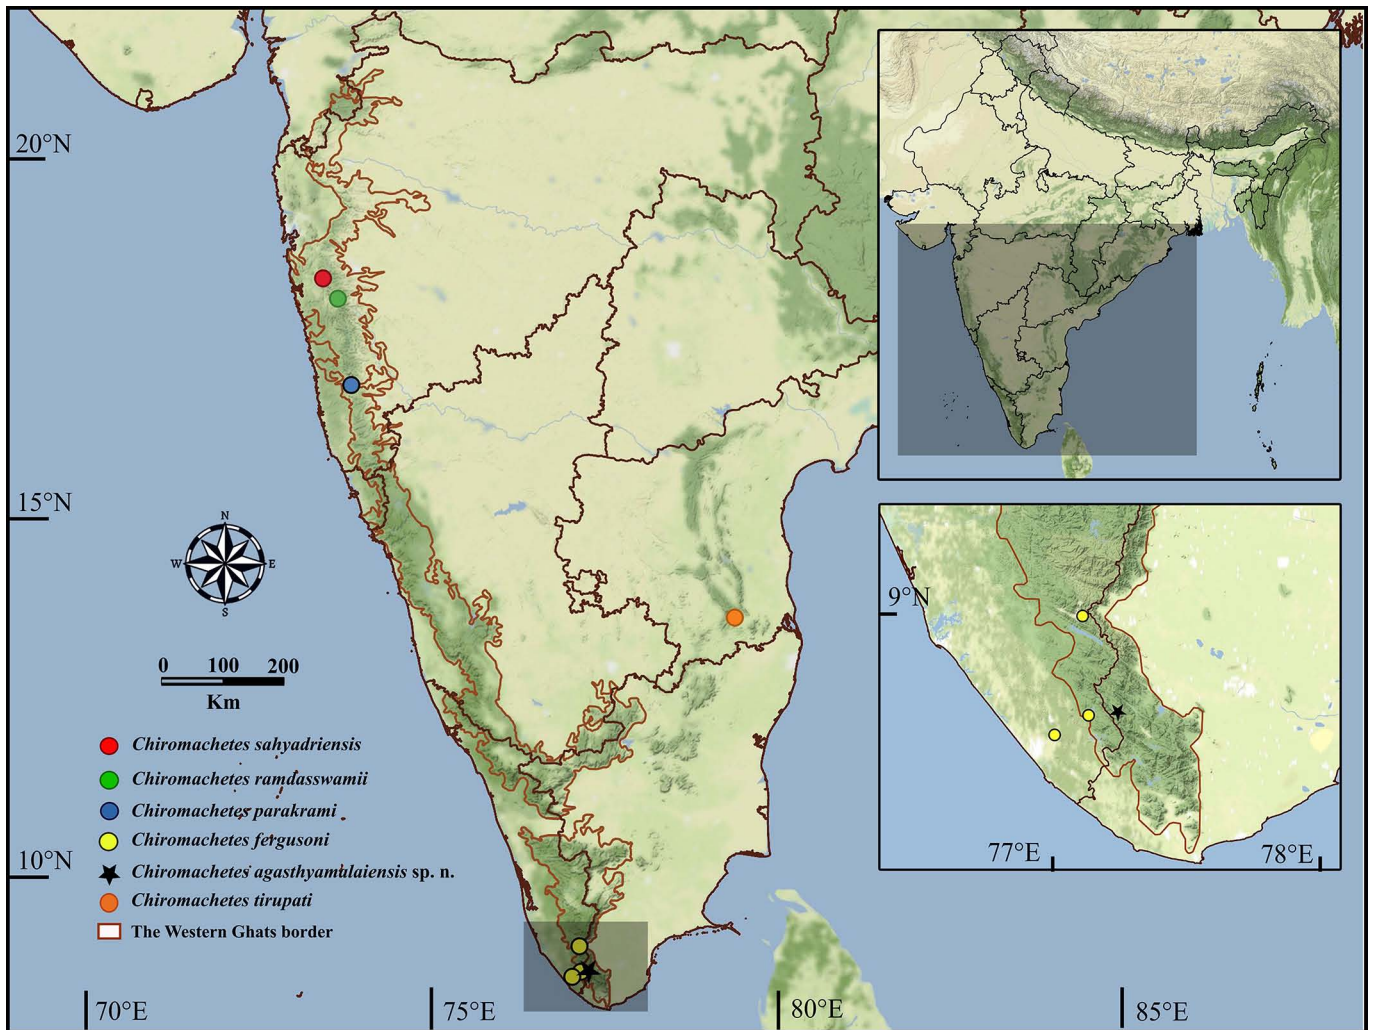 20°N
15°N
10°N
N
W
E
S
0 100 200
Km
Chiromachetes sahyadriensis
Chiromachetes ramdasswamii
Chiromachetes parakrami
Chiromachetes fergusoni
Chiromachetes agasthyamalaiensis sp. n.
Chiromachetes tirupati
The Western Ghats border
70°E
75°E
80°E
85°E
9°N
77°E
78°E